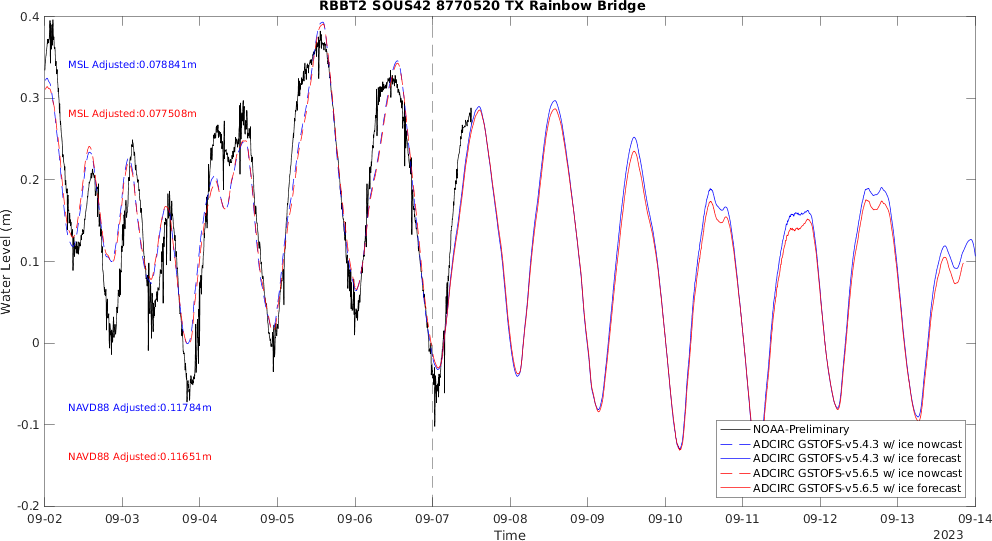 RBBT2 SOUS42 8770520 TX Rainbow Bridge
0.4
0.3
0.2
0.1
0
-0.1
-0.2
Water Level (m)
MSL Adjusted:0.078841m
MSL Adjusted:0.077508m
NAVD88 Adjusted:0.11784m
NAVD88 Adjusted:0.11651m
NOAA-Preliminary
ADCIRC GSTOFS-v5.4.3 w/ ice nowcast
ADCIRC GSTOFS-v5.4.3 w/ ice forecast
ADCIRC GSTOFS-v5.6.5 w/ ice nowcast
ADCIRC GSTOFS-v5.6.5 w/ ice forecast
09-02 09-03 09-04 09-05 09-06 09-07 09-08 09-09 09-10 09-11 09-12 09-13 09-14
Time
2023